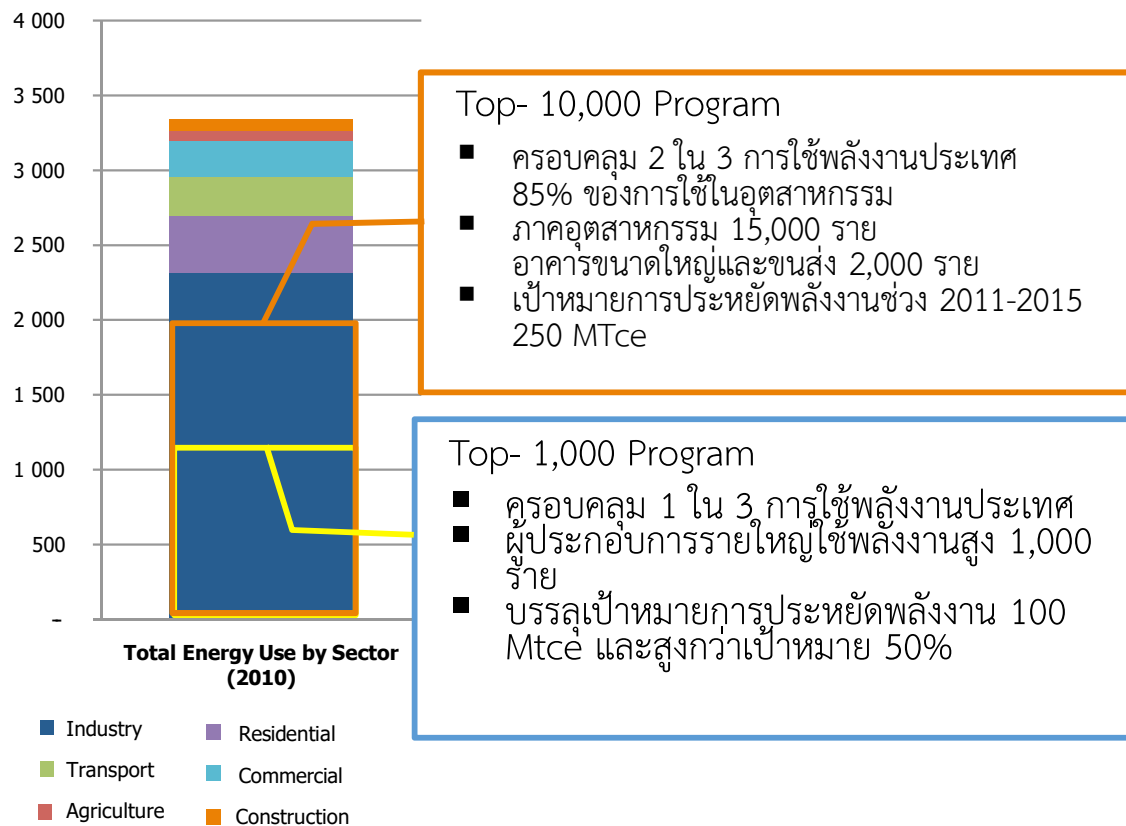 4 000
3 500
3 000
2 500
2 000
1 500
1 000
500
-
Total Energy Use by Sector
(2010)
Industry
Residential
Transport
Commercial
Agriculture
Construction
Top- 10,000 Program
▪ ครอบคลุม 2 ใน 3 การใช้พลังงานประเทศ
85% ของการใช้ในอุตสาหกรรม
▪ ภาคอุตสาหกรรม 15,000 ราย
อาคารขนาดใหญ่และขนส่ง 2,000 ราย
▪ เป้าหมายการประหยัดพลังงานช่วง 2011-2015
250 MTce
Top- 1,000 Program
▪ ครอบคลุม 1 ใน 3 การใช้พลังงานประเทศ
▪ ผู้ประกอบการรายใหญ่ใช้พลังงานสูง 1,000
ราย
▪ บรรลุเป้าหมายการประหยัดพลังงาน 100
Mtce และสูงกว่าเป้าหมาย 50%